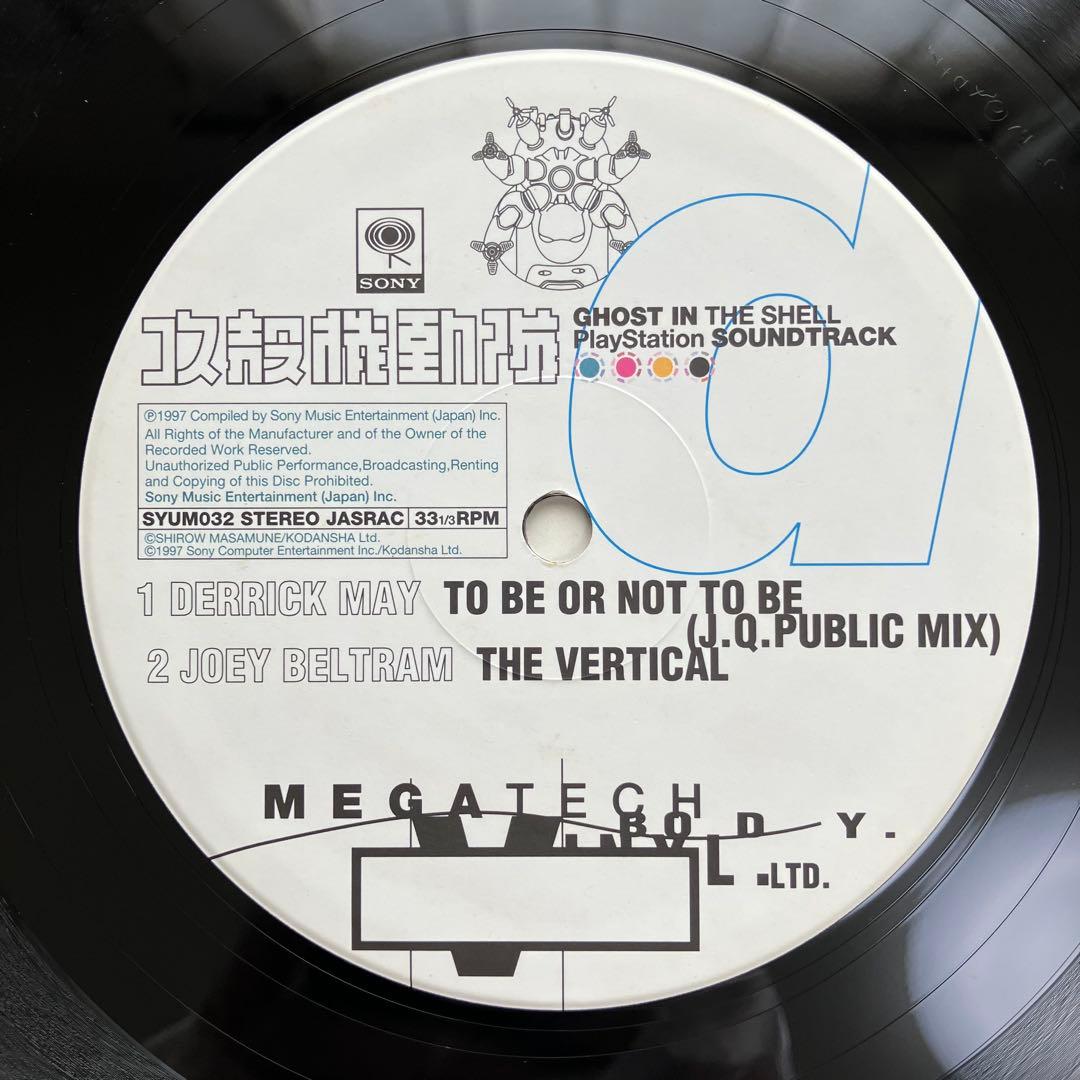 SONY
攻殻機動隊
GHOST IN THE SHELL
PlayStation SOUNDTRACK
a
℗1997 Compiled by Sony Music Entertainment (Japan) Inc.
All Rights of the Manufacturer and of the Owner of the
Recorded Work Reserved.
Unauthorized Public Performance,Broadcasting,Renting
and Copying of this Disc Prohibited.
Sony Music Entertainment (Japan) Inc.
SYUM032 STEREO JASRAC 33 1/3 RPM
©SHIROW MASAMUNE/KODANSHA Ltd.
©1997 Sony Computer Entertainment Inc./Kodansha Ltd.
1 DERRICK MAY TO BE OR NOT TO BE
(J.Q.PUBLIC MIX)
2 JOEY BELTRAM THE VERTICAL
MEGATECH
BODY.
.LTD.